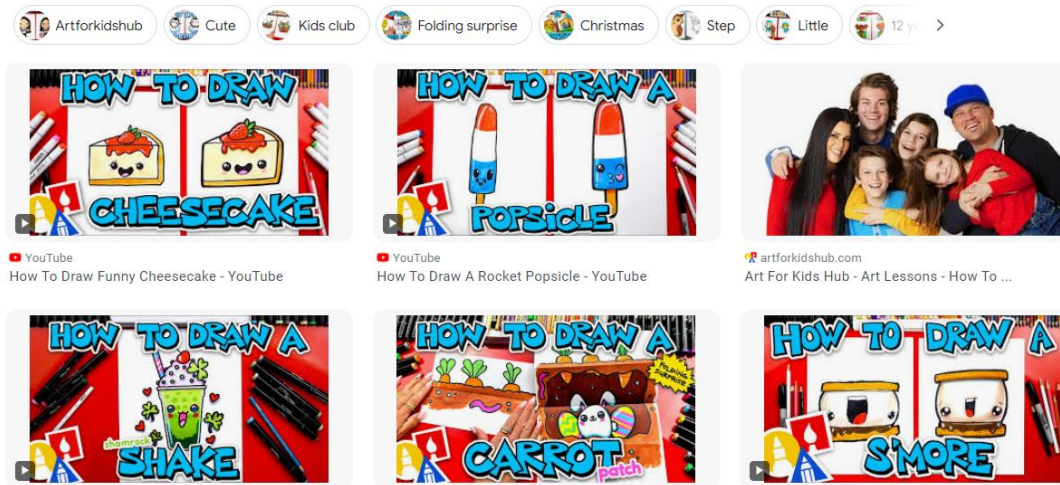 Artforkidshub
Cute
Kids club
Folding surprise
Christmas
Step
Little
HOW TO DRAW
CHEESECAKE
HOW TO DRAW A
POPSiCLE
YouTube
How To Draw Funny Cheesecake - YouTube
YouTube
How To Draw A Rocket Popsicle - YouTube
artforkidshub.com
Art For Kids Hub - Art Lessons - How To ...
HOW TO DRAW A
shamrock
SHAKE
HOW TO DRAW A
FOLDING
SURPRISE
CARROT
patch
HOW TO DRAW A
S'MORE